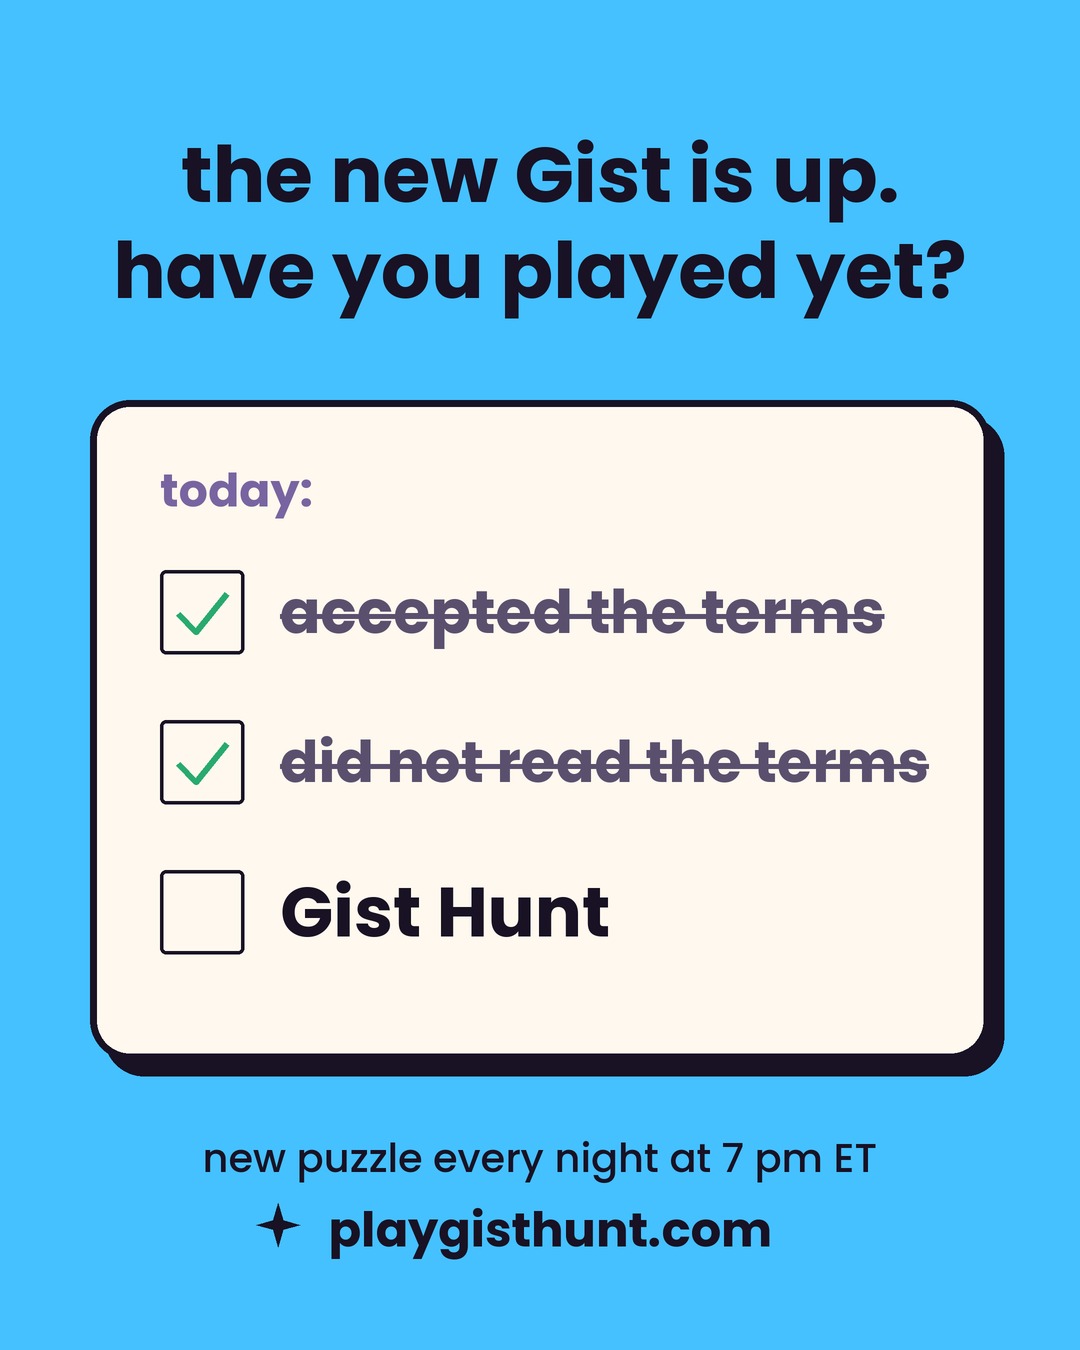 the new Gist is up.
have you played yet?
today:
accepted the terms
did not read the terms
Gist Hunt
new puzzle every night at 7 pm ET
playgisthunt.com